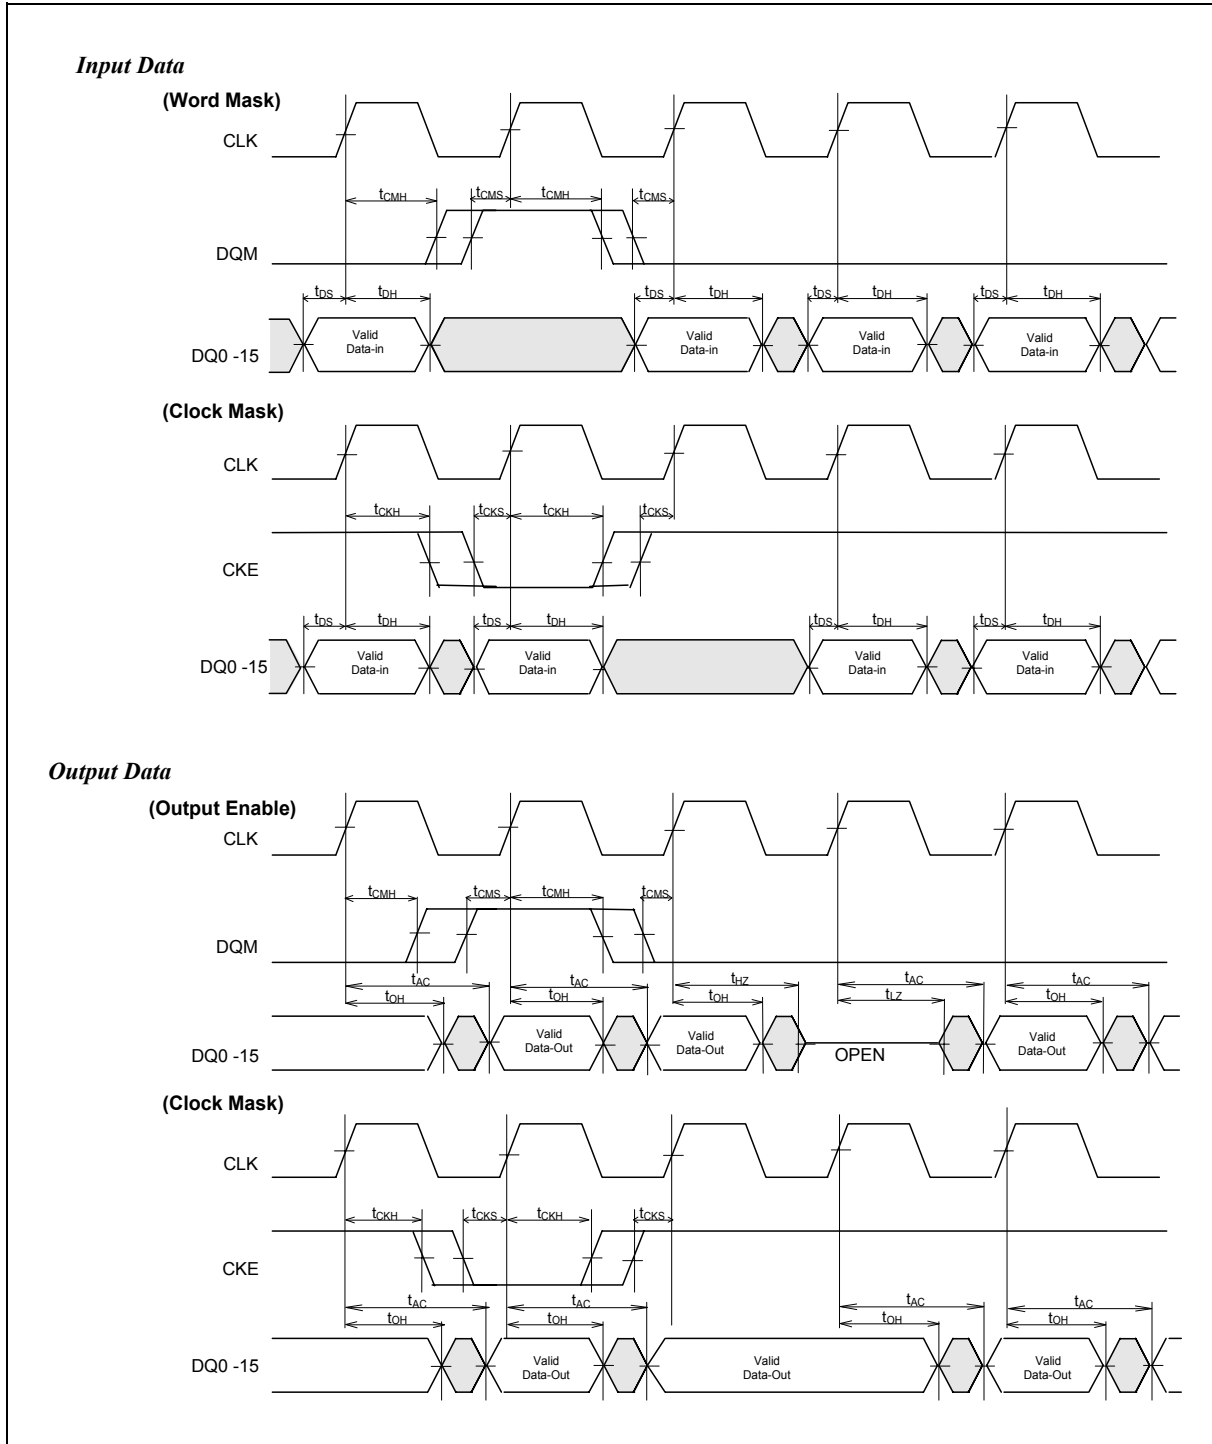 Input Data
(Word Mask)
CLK
tCMH tCMS tCMH tCMS
DQM
tDS tDH tDS tDH tDS tDH tDS tDH
DQ0 -15
Valid Data-in
Valid Data-in
Valid Data-in
Valid Data-in
(Clock Mask)
CLK
tCKH tCKS tCKH tCKS
CKE
tDS tDH tDS tDH tDS tDH tDS tDH
DQ0 -15
Valid Data-in
Valid Data-in
Valid Data-in
Valid Data-in
Output Data
(Output Enable)
CLK
tCMH tCMS tCMH tCMS
DQM
tAC tAC tHZ tAC tAC
tOH tOH tOH tLZ tOH
DQ0 -15
Valid Data-Out
Valid Data-Out
OPEN
Valid Data-Out
(Clock Mask)
CLK
tCKH tCKS tCKH tCKS
CKE
tAC tAC tAC tAC
tOH tOH tOH tOH
DQ0 -15
Valid Data-Out
Valid Data-Out
Valid Data-Out